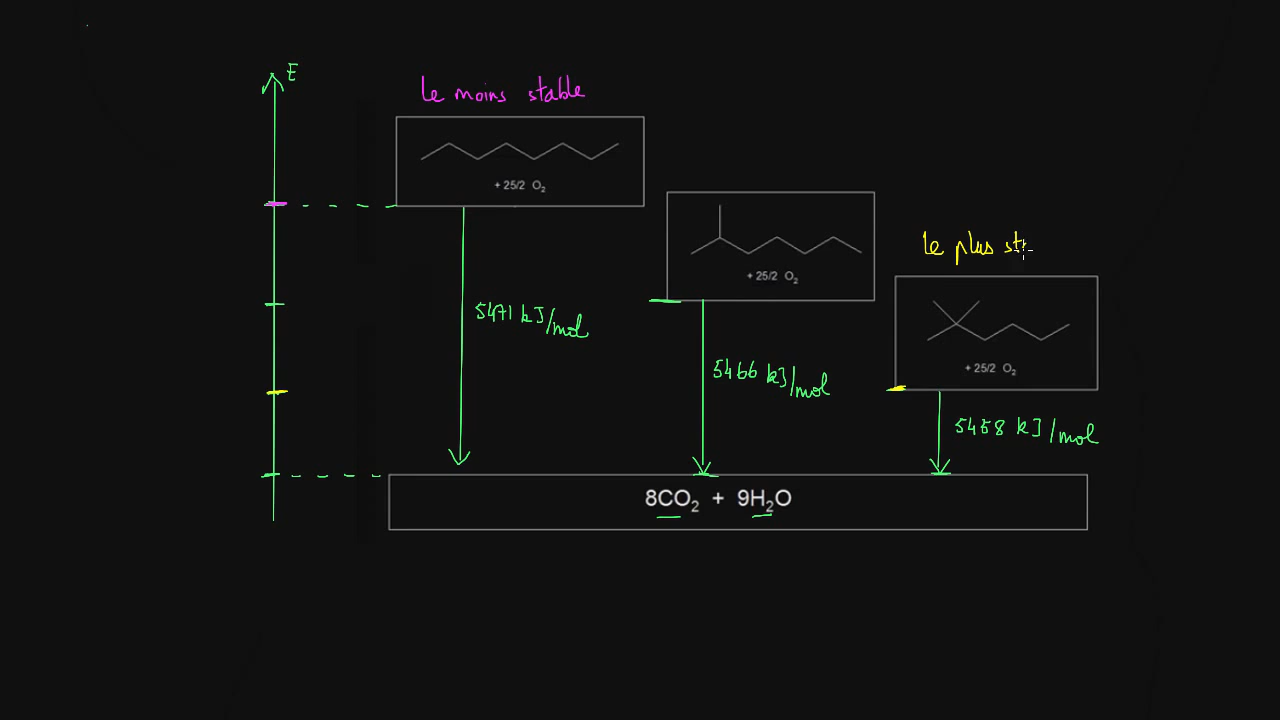 E
le moins stable
+ 25/2 O₂
+ 25/2 O₂
le plus st
+ 25/2 O₂
5471 kJ/mol
5466 kJ/mol
5458 kJ/mol
8CO₂ + 9H₂O